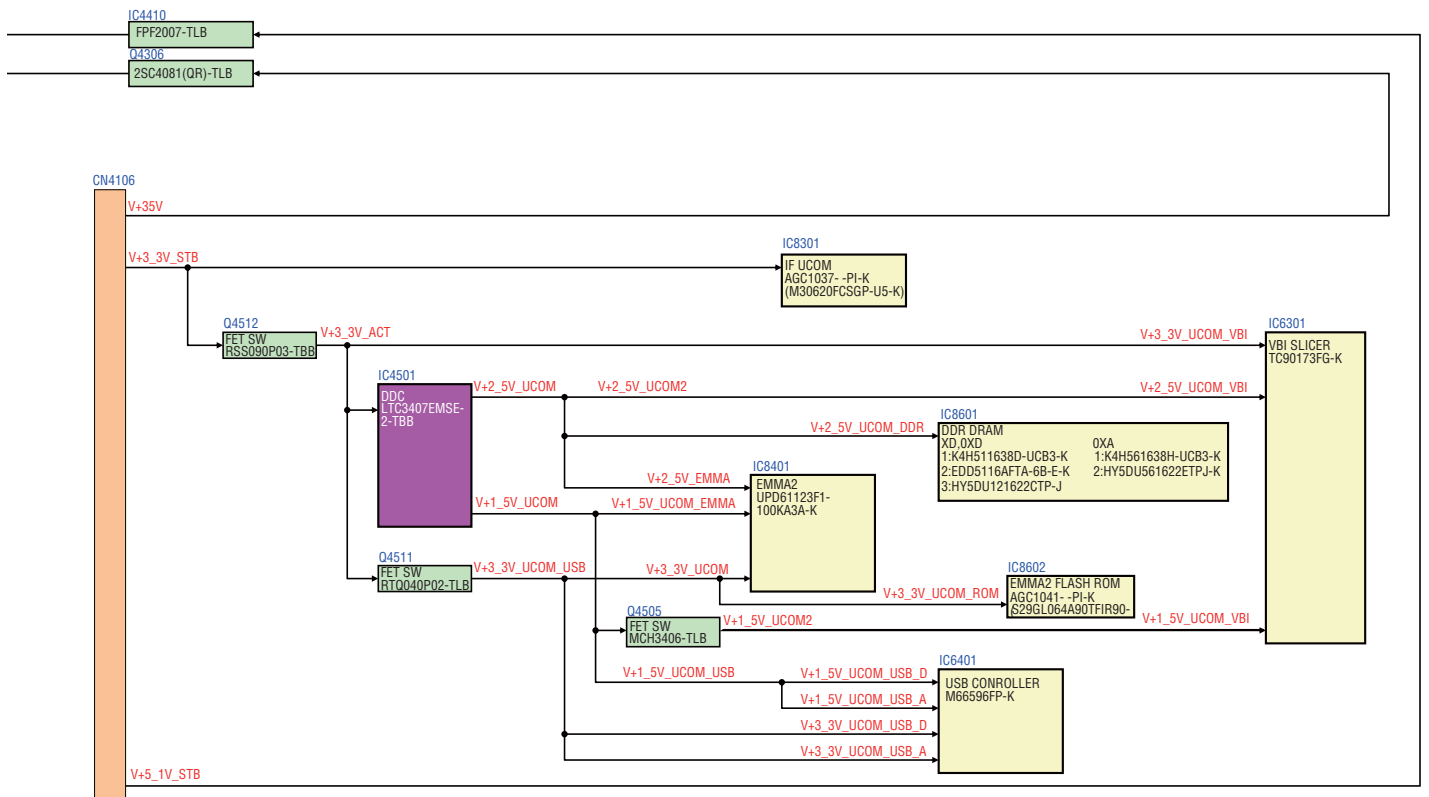 IC4410
FPF2007-TLB
Q4306
2SC4081(QR)-TLB
CN4106
V+35V
V+3_3V_STB
IC8301
IF UCOM
AGC1037- -PI-K
(M30620FCSGP-U5-K)
Q4512
FET SW
RSS090P03-TBB
V+3_3V_ACT
V+3_3V_UCOM_VBI
IC6301
VBI SLICER
TC90173FG-K
IC4501
DDC
LTC3407EMSE-
2-TBB
V+2_5V_UCOM
V+2_5V_UCOM2
V+2_5V_UCOM_VBI
V+2_5V_UCOM_DDR
IC8601
DDR DRAM
XD,0XD 0XA
1:K4H511638D-UCB3-K 1:K4H561638H-UCB3-K
2:EDD5116AFTA-6B-E-K 2:HY5DU561622ETPJ-K
3:HY5DU121622CTP-J
V+2_5V_EMMA
IC8401
EMMA2
UPD61123F1-
100KA3A-K
V+1_5V_UCOM
V+1_5V_UCOM_EMMA
Q4511
FET SW
RTQ040P02-TLB
V+3_3V_UCOM_USB
V+3_3V_UCOM
V+3_3V_UCOM_ROM
IC8602
EMMA2 FLASH ROM
AGC1041- -PI-K
(S29GL064A90TFIR90-
Q4505
FET SW
MCH3406-TLB
V+1_5V_UCOM2
V+1_5V_UCOM_VBI
V+1_5V_UCOM_USB
V+1_5V_UCOM_USB_D
V+1_5V_UCOM_USB_A
V+3_3V_UCOM_USB_D
V+3_3V_UCOM_USB_A
IC6401
USB CONROLLER
M66596FP-K
V+5_1V_STB